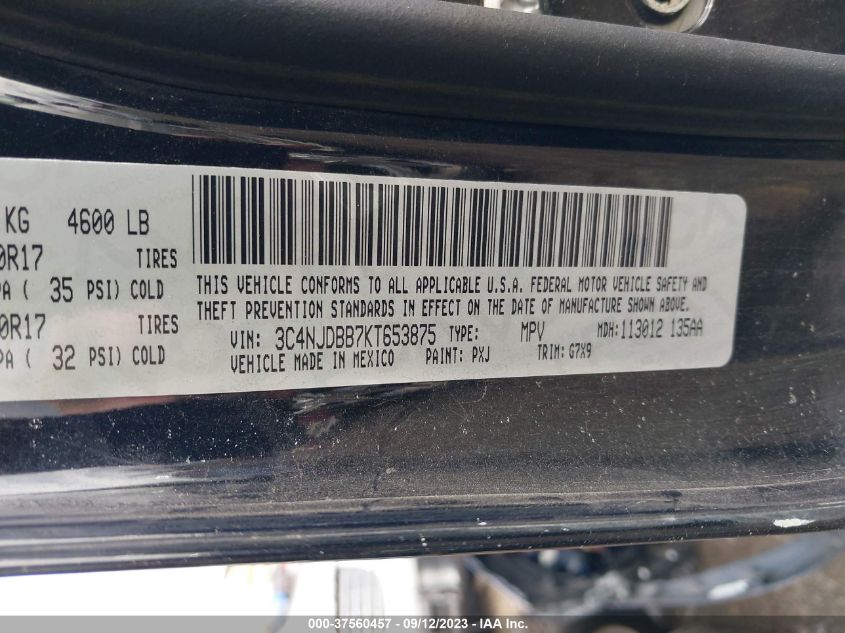 KG 4600 LB
0R17 TIRES
PA ( 35 PSI) COLD
0R17 TIRES
PA ( 32 PSI) COLD
THIS VEHICLE CONFORMS TO ALL APPLICABLE U.S.A. FEDERAL MOTOR VEHICLE SAFETY AND
THEFT PREVENTION STANDARDS IN EFFECT ON THE DATE OF MANUFACTURE SHOWN ABOVE.
VIN: 3C4NJDBB7KT653875 TYPE: MPV MDH: 113012 135AA
VEHICLE MADE IN MEXICO PAINT: PXJ TRIM: G7X9
000-37560457 - 09/12/2023 - IAA Inc.